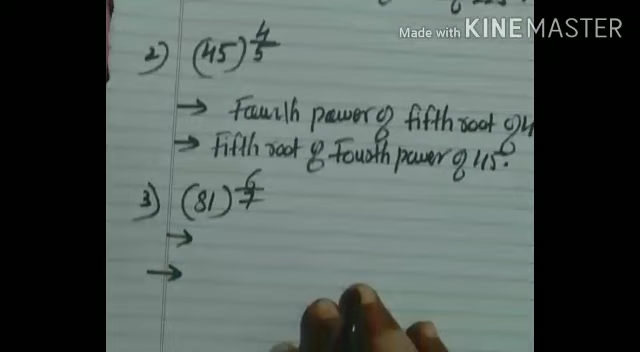 Made with KINEMASTER
2) (45)^4/5
→ Fourth power of fifth root of 4
→ Fifth root of Fourth power of 45.
3) (81)^6/7
→
→